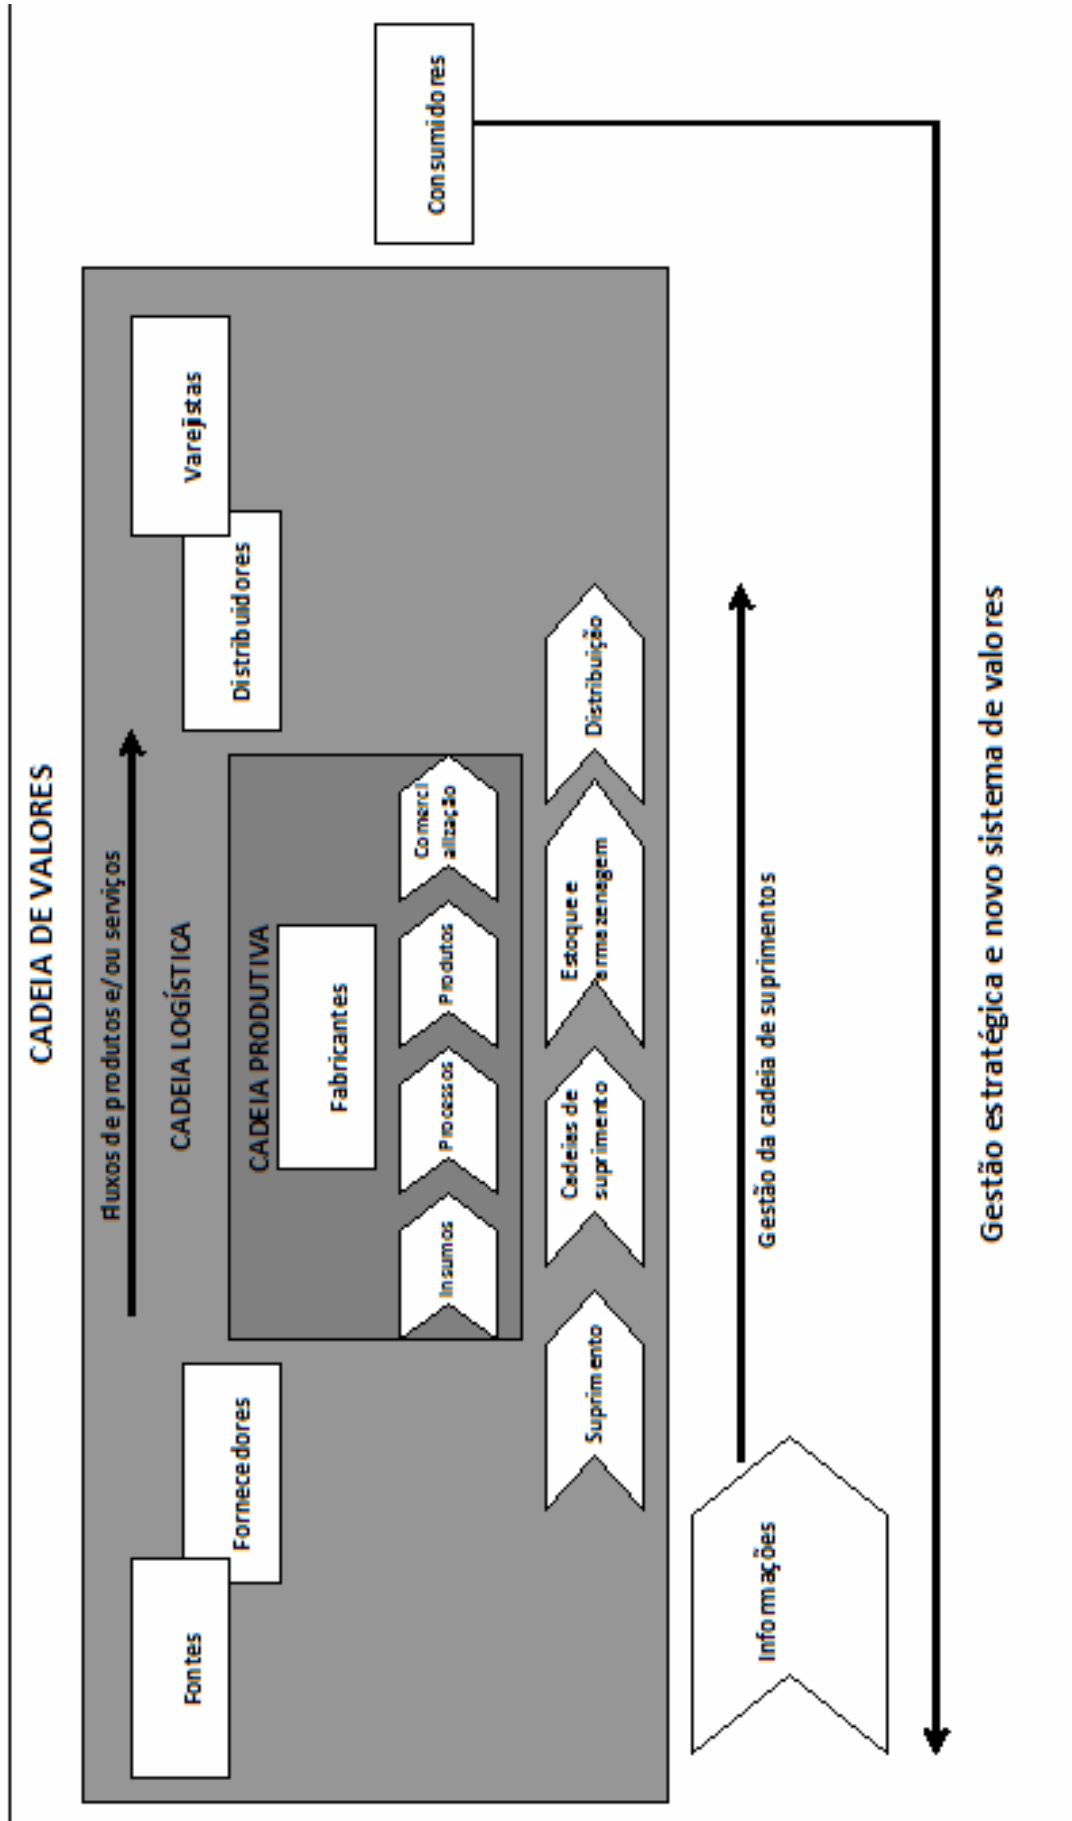 CADEIA DE VALORES
Fluxos de produtos e/ou serviços
CADEIA LOGÍSTICA
CADEIA PRODUTIVA
Fontes
Fornecedores
Fabricantes
Distribuidores
Varejistas
Consumidores
Insumos
Processos
Produtos
Comerci
alização
Suprimento
Cadeias de
suprimento
Estoque e
armazenagem
Distribuição
Informações
Gestão da cadeia de suprimentos
Gestão estratégica e novo sistema de valores